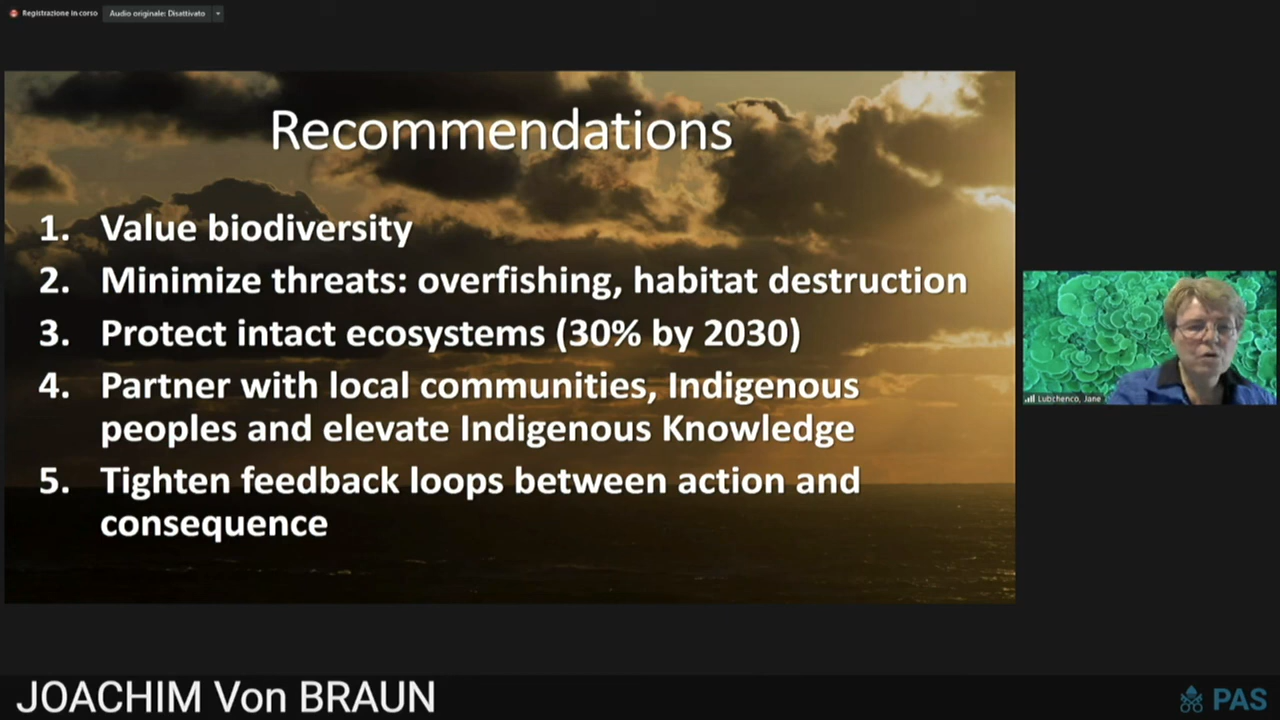 Registrazione in corso
Audio originale: Disattivato
Recommendations
1. Value biodiversity
2. Minimize threats: overfishing, habitat destruction
3. Protect intact ecosystems (30% by 2030)
4. Partner with local communities, Indigenous
peoples and elevate Indigenous Knowledge
5. Tighten feedback loops between action and
consequence
Lubchenco, Jane
JOACHIM Von BRAUN
PAS